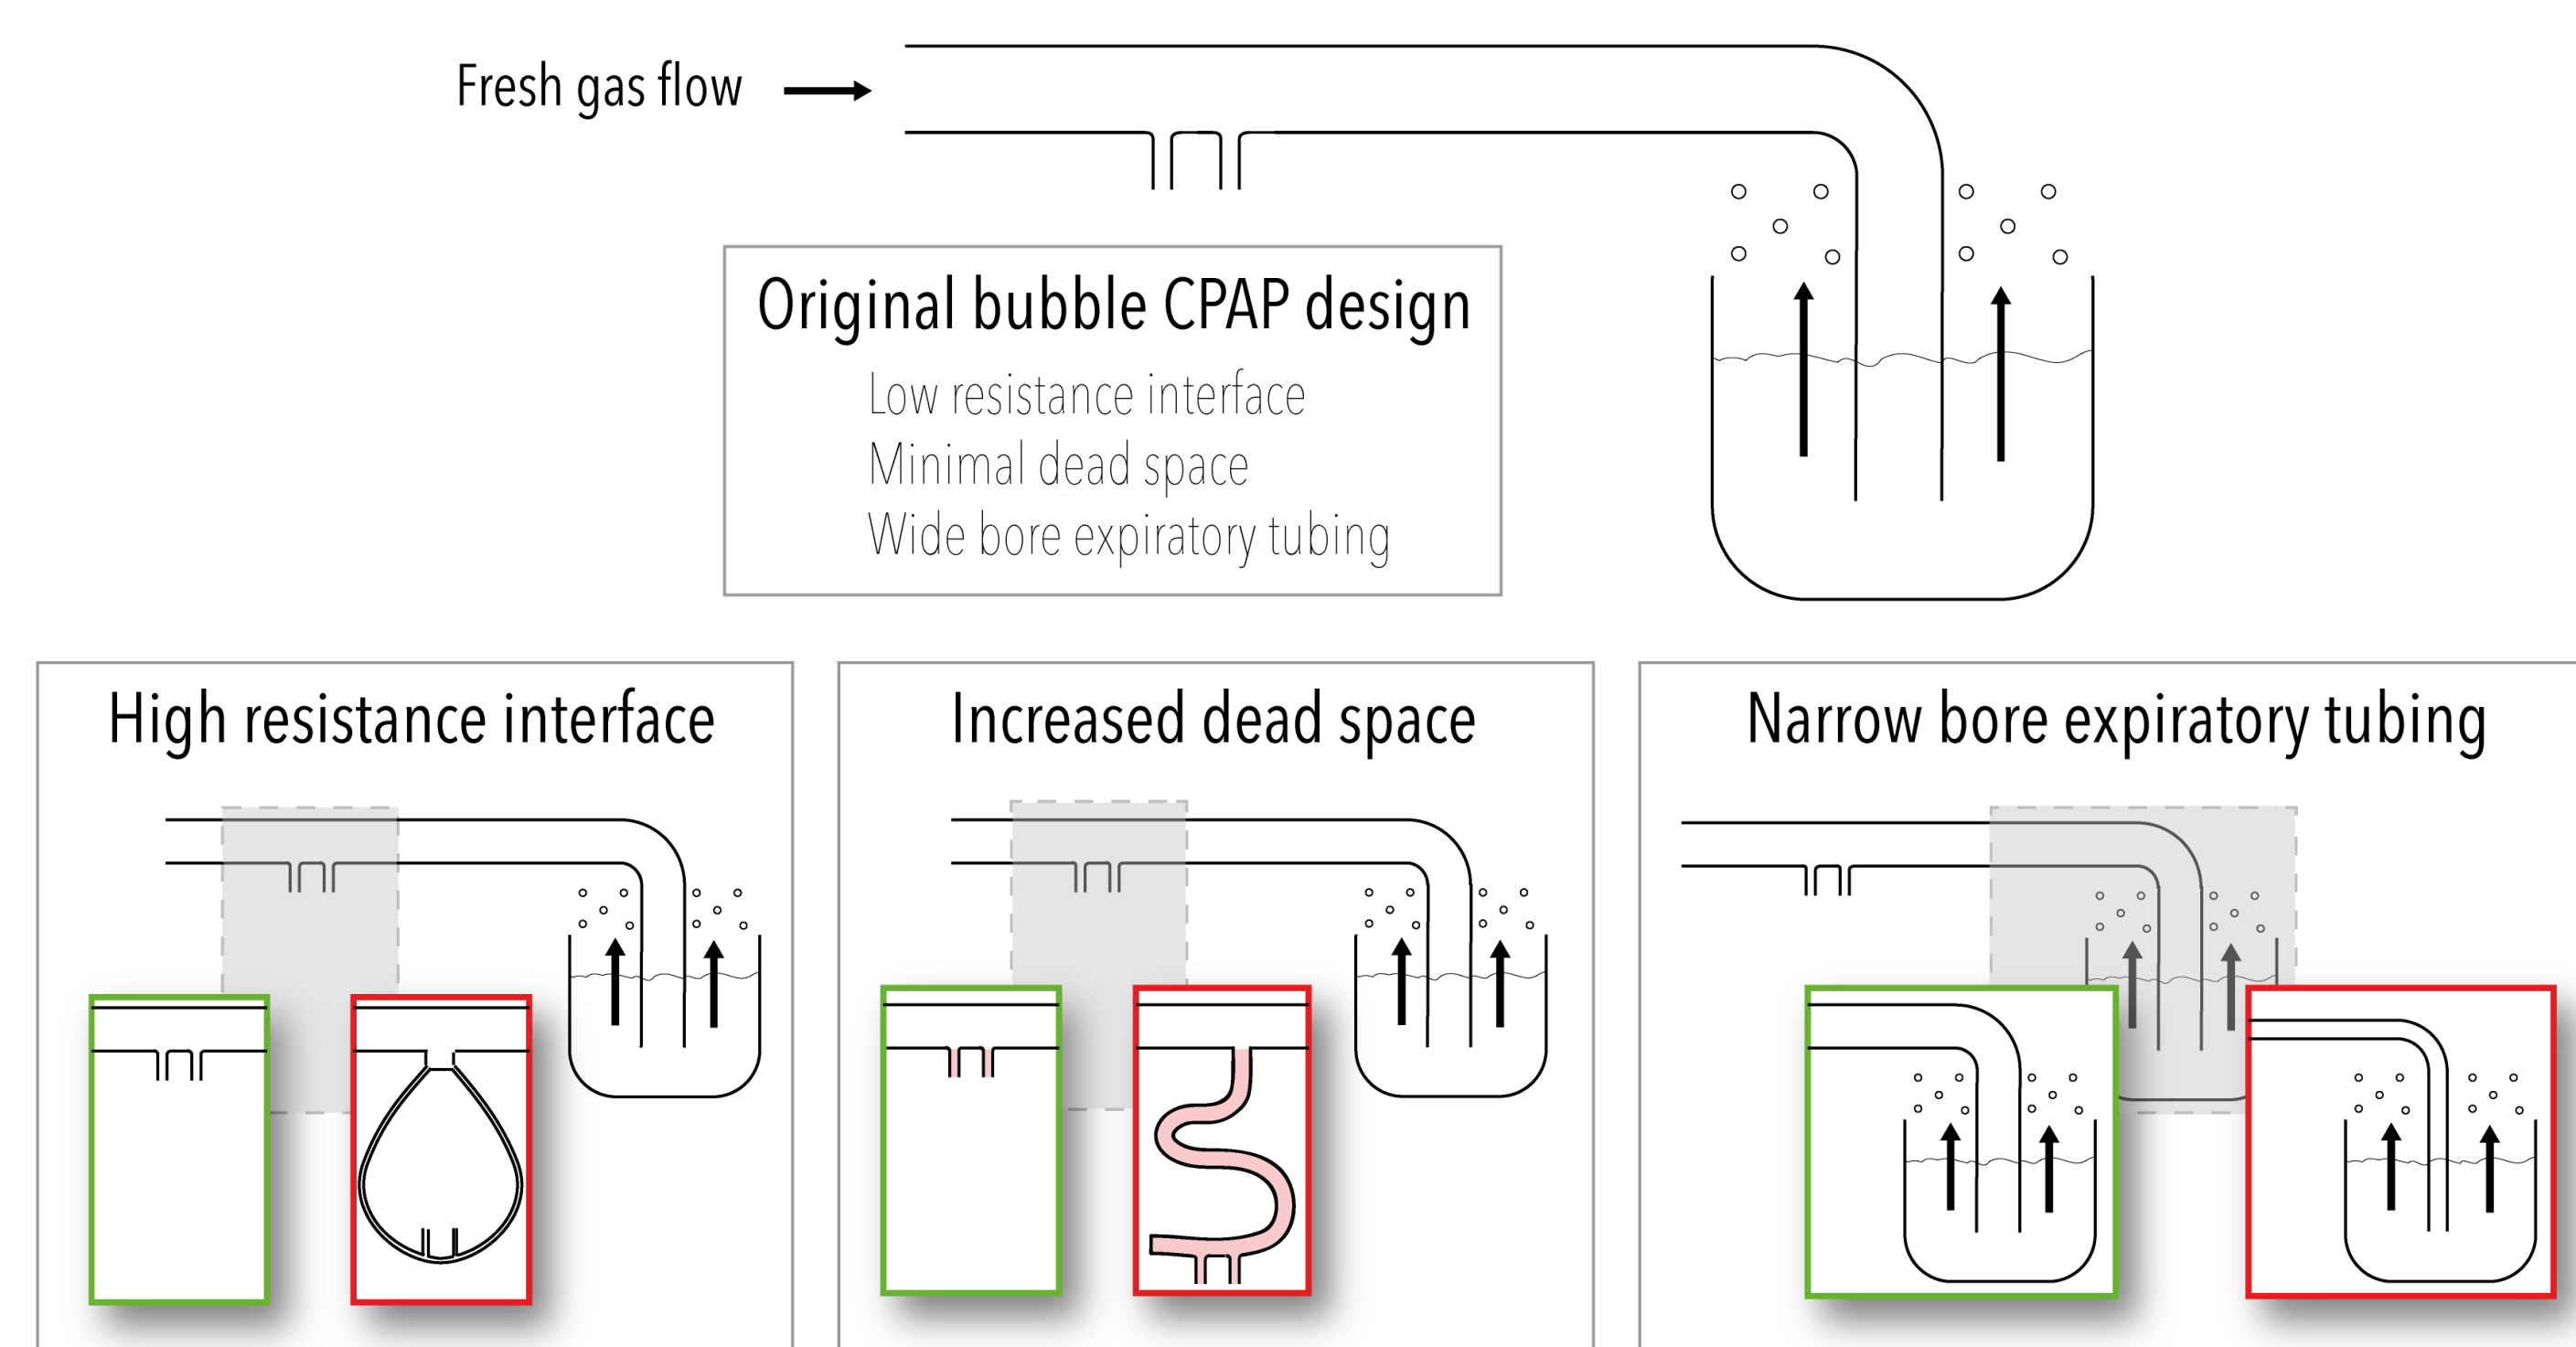 Fresh gas flow
Original bubble CPAP design
Low resistance interface
Minimal dead space
Wide bore expiratory tubing
High resistance interface
Increased dead space
Narrow bore expiratory tubing